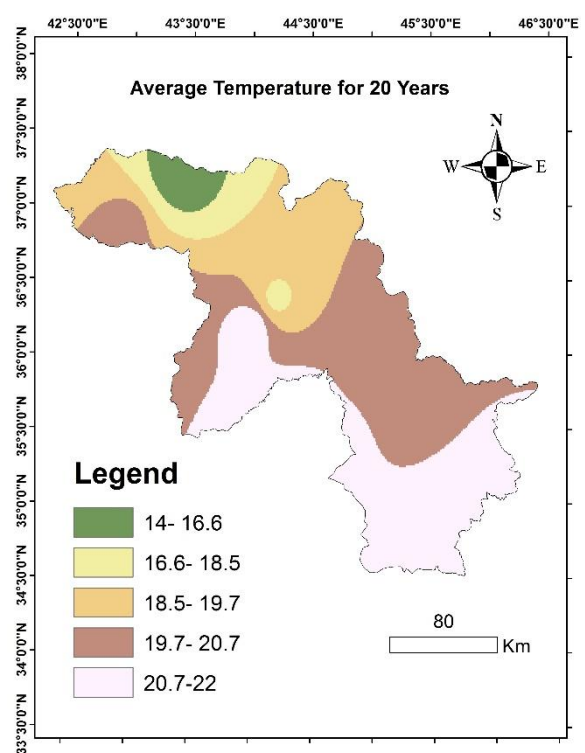 42°30'0"E 43°30'0"E 44°30'0"E 45°30'0"E 46°30'0"E
Average Temperature for 20 Years
N
W E
S
38°0'0"N
37°30'0"N
37°0'0"N
36°30'0"N
36°0'0"N
35°30'0"N
35°0'0"N
34°30'0"N
34°0'0"N
33°30'0"N
Legend
14- 16.6
16.6- 18.5
18.5- 19.7
19.7- 20.7
20.7-22
80
Km